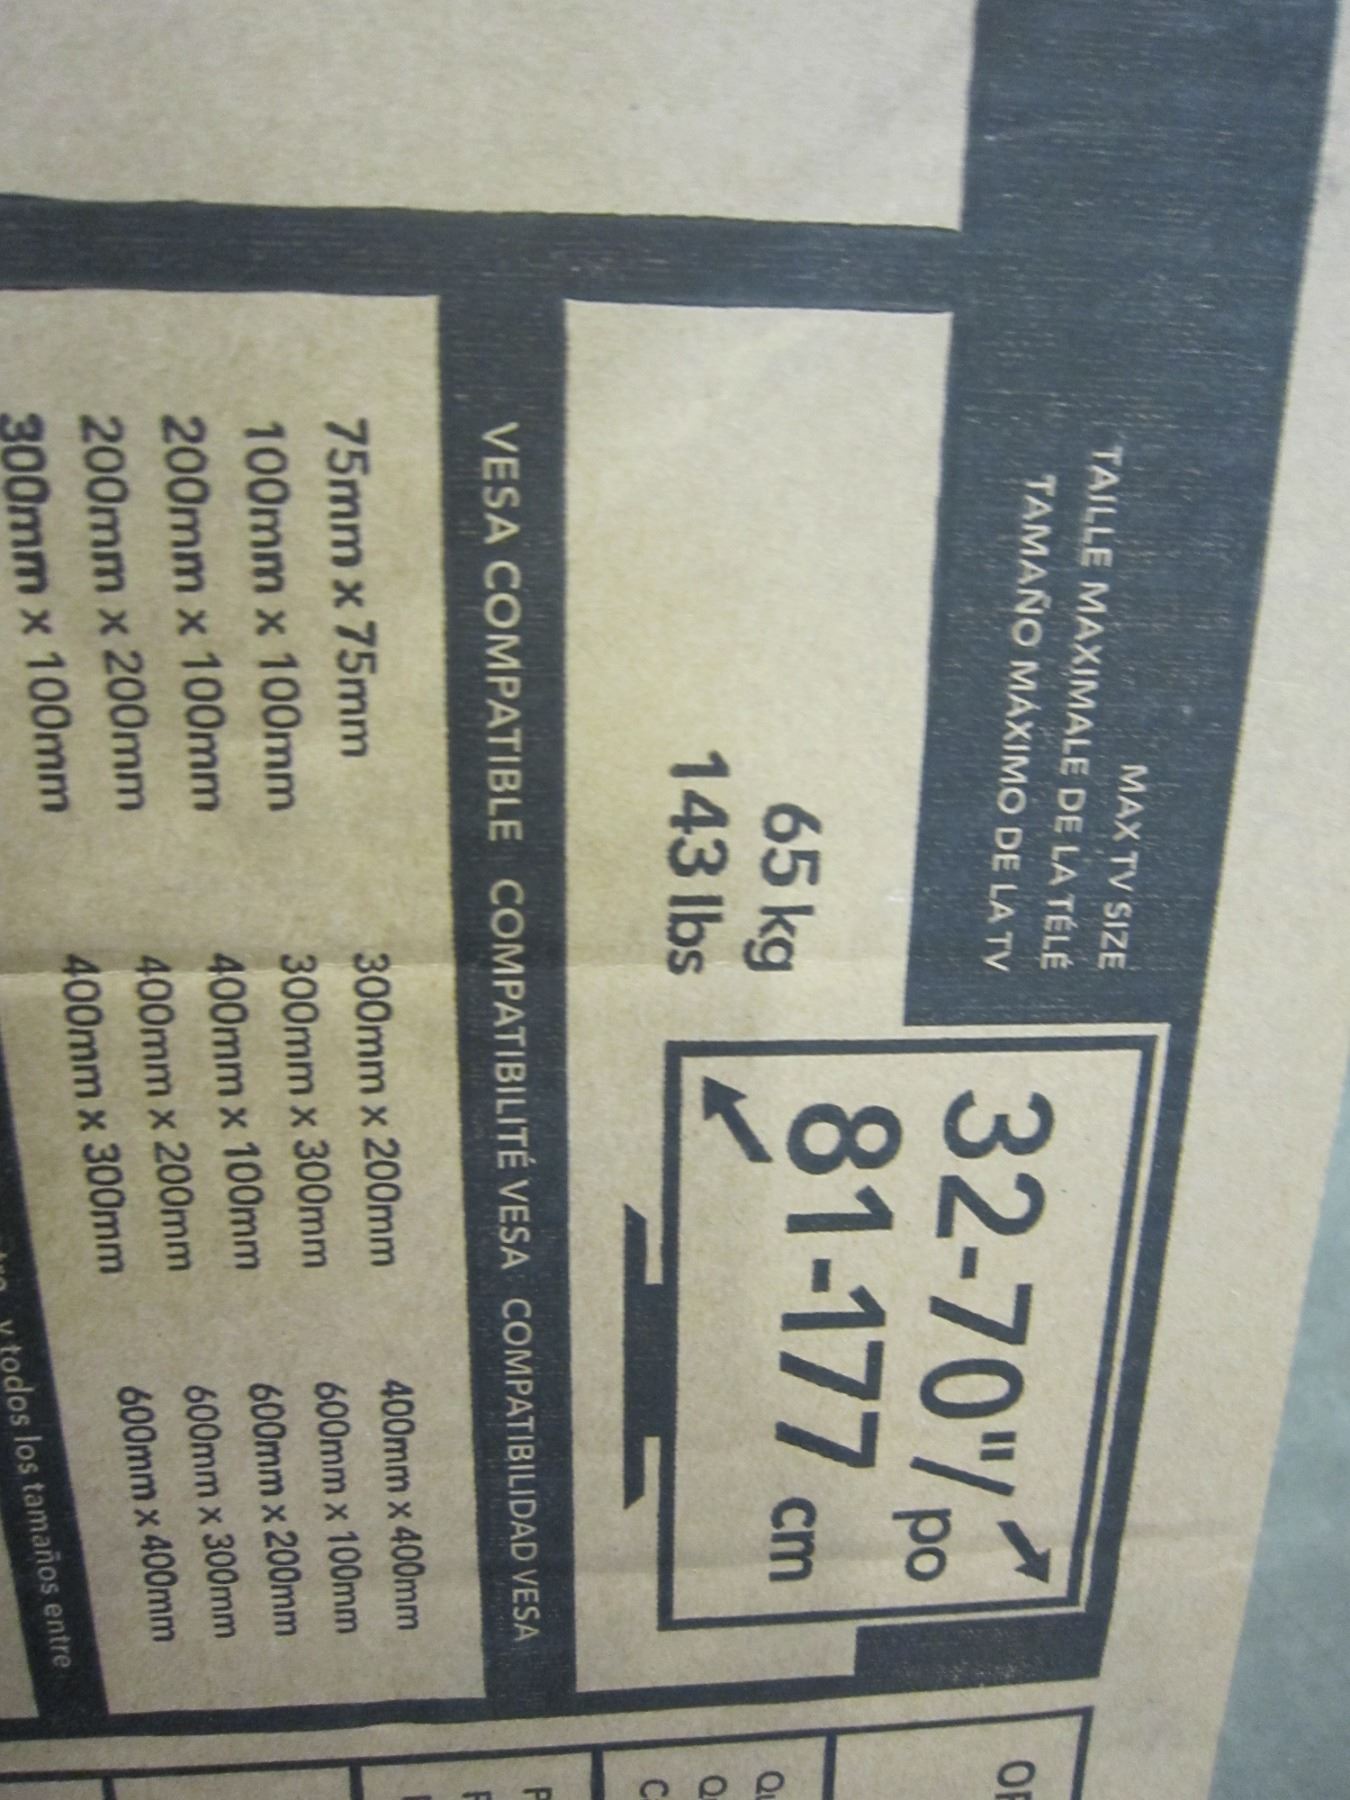 MAX TV SIZE
TAILLE MAXIMALE DE LA TÉLÉ
TAMAÑO MÁXIMO DE LA TV
32-70"/ po
81-177 cm
65 kg
143 lbs
VESA COMPATIBLE COMPATIBILITÉ VESA COMPATIBILIDAD VESA
75mm x 75mm
100mm x 100mm
200mm x 100mm
200mm x 200mm
300mm x 100mm
300mm x 200mm
300mm x 300mm
400mm x 100mm
400mm x 200mm
400mm x 300mm
400mm x 400mm
600mm x 100mm
600mm x 200mm
600mm x 300mm
600mm x 400mm
y todos los tamaños entre